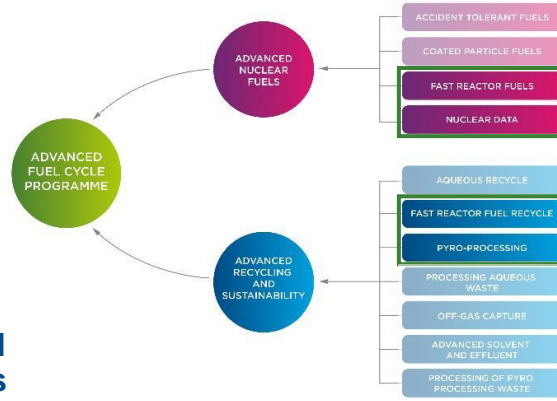 ADVANCED
FUEL CYCLE
PROGRAMME
ADVANCED
NUCLEAR
FUELS
ACCIDENT TOLERANT FUELS
COATED PARTICLE FUELS
FAST REACTOR FUELS
NUCLEAR DATA
ADVANCED
RECYCLING
AND
SUSTAINABILITY
AQUEOUS RECYCLE
FAST REACTOR FUEL RECYCLE
PYRO-PROCESSING
PROCESSING AQUEOUS
WASTE
OFF-GAS CAPTURE
ADVANCED SOLVENT
AND EFFLUENT
PROCESSING OF PYRO
PROCESSING WASTE